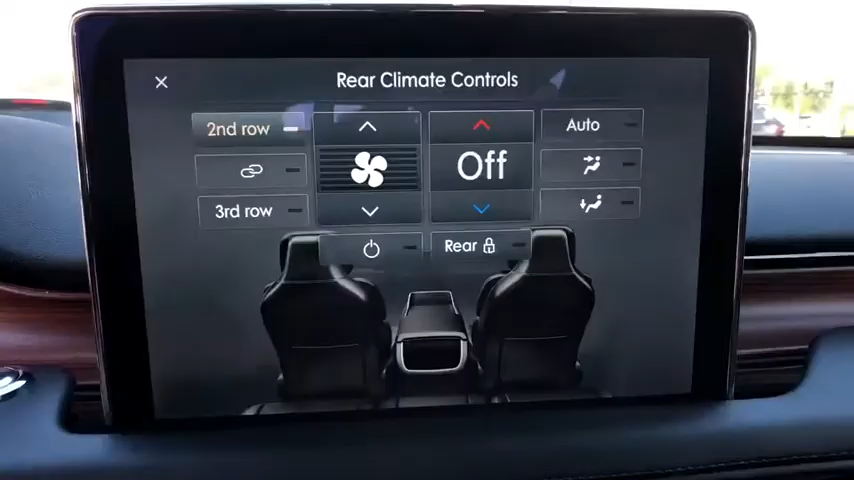 Rear Climate Controls
2nd row
Auto
Off
3rd row
Rear